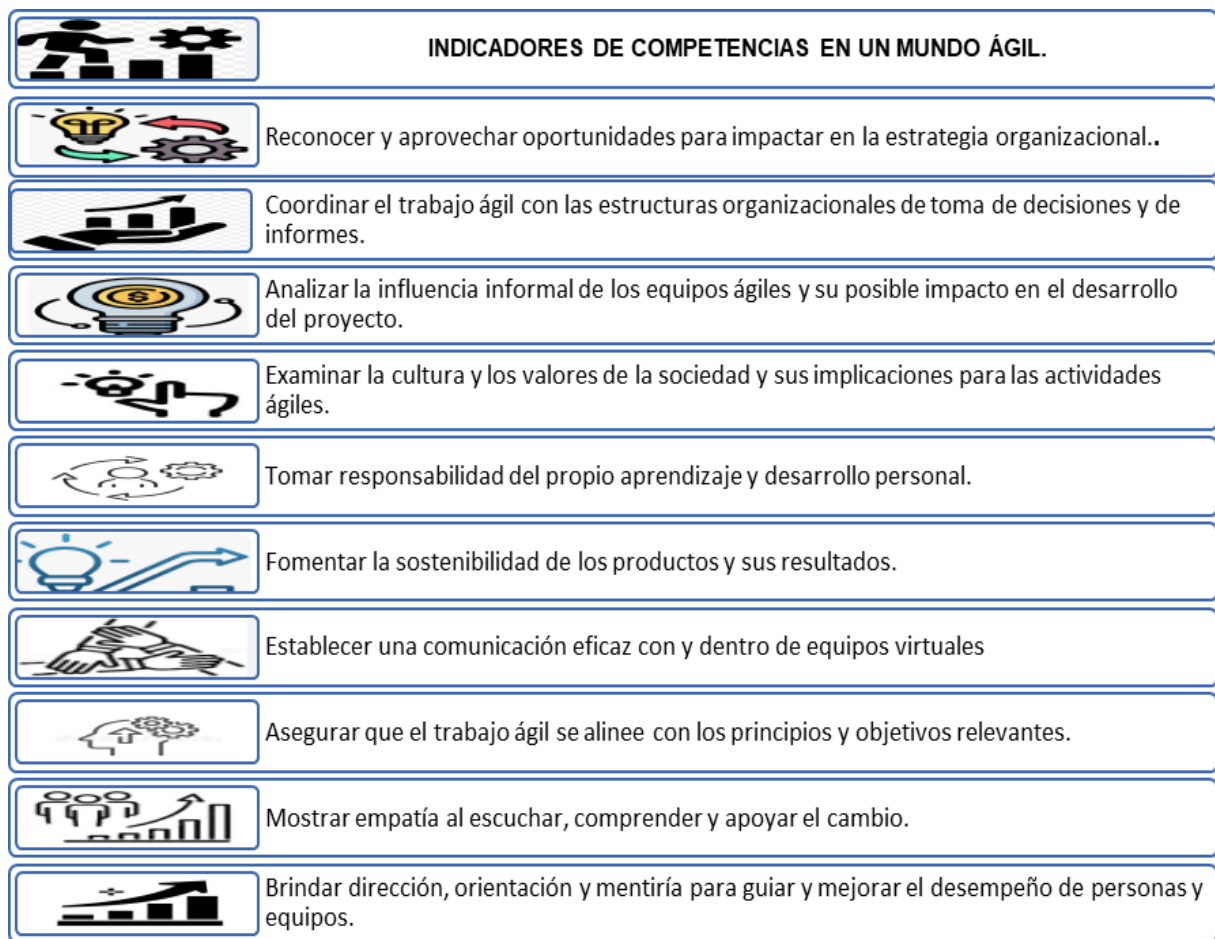 INDICADORES DE COMPETENCIAS EN UN MUNDO ÁGIL.
Reconocer y aprovechar oportunidades para impactar en la estrategia organizacional..
Coordinar el trabajo ágil con las estructuras organizacionales de toma de decisiones y de
informes.
Analizar la influencia informal de los equipos ágiles y su posible impacto en el desarrollo
del proyecto.
Examinar la cultura y los valores de la sociedad y sus implicaciones para las actividades
ágiles.
Tomar responsabilidad del propio aprendizaje y desarrollo personal.
Fomentar la sostenibilidad de los productos y sus resultados.
Establecer una comunicación eficaz con y dentro de equipos virtuales
Asegurar que el trabajo ágil se alinee con los principios y objetivos relevantes.
Mostrar empatía al escuchar, comprender y apoyar el cambio.
Brindar dirección, orientación y mentiría para guiar y mejorar el desempeño de personas y
equipos.